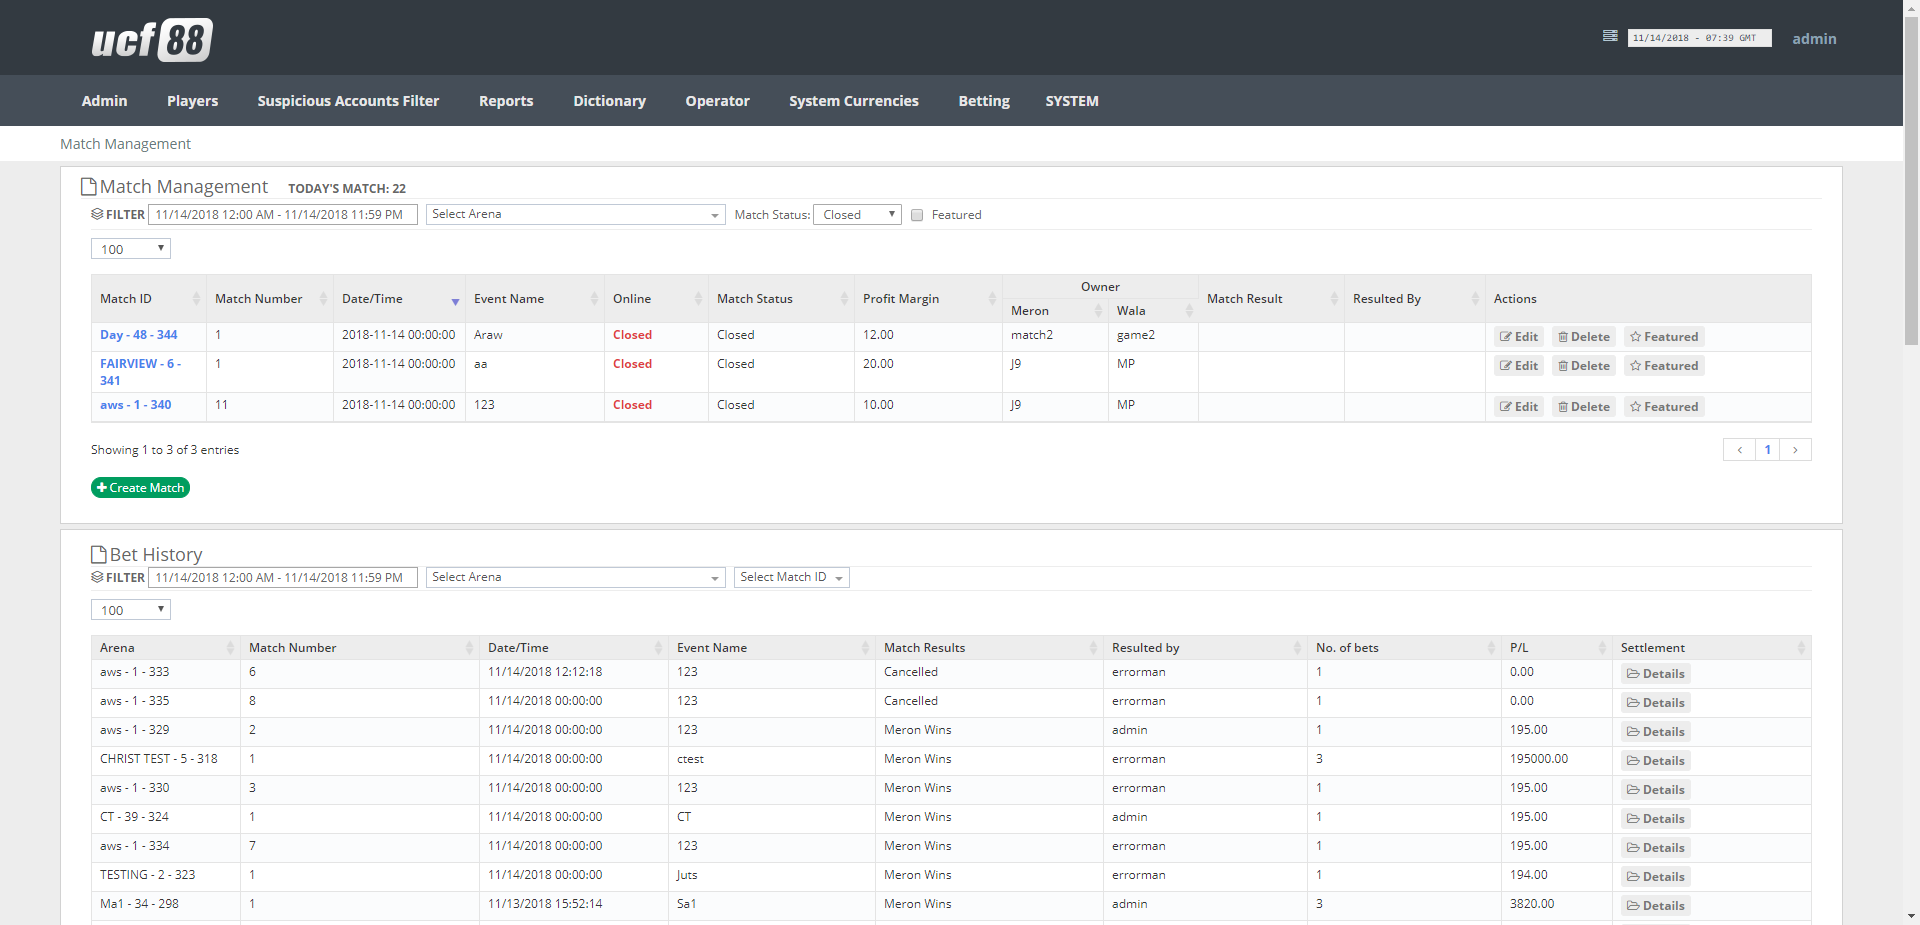 ucf88
11/14/2018 - 07:39 GMT admin
Admin Players Suspicious Accounts Filter Reports Dictionary Operator System Currencies Betting SYSTEM
Match Management
Match Management TODAY'S MATCH: 22
FILTER 11/14/2018 12:00 AM - 11/14/2018 11:59 PM Select Arena Match Status: Closed Featured
100
Match ID Match Number Date/Time Event Name Online Match Status Profit Margin Owner Match Result Resulted By Actions
Meron Wala
Day - 48 - 344 1 2018-11-14 00:00:00 Araw Closed Closed 12.00 match2 game2 Edit Delete Featured
FAIRVIEW - 6 - 1 2018-11-14 00:00:00 aa Closed Closed 20.00 J9 MP Edit Delete Featured
341
aws - 1 - 340 11 2018-11-14 00:00:00 123 Closed Closed 10.00 J9 MP Edit Delete Featured
Showing 1 to 3 of 3 entries ‹ 1 ›
Create Match
Bet History
FILTER 11/14/2018 12:00 AM - 11/14/2018 11:59 PM Select Arena Select Match ID
100
Arena Match Number Date/Time Event Name Match Results Resulted by No. of bets P/L Settlement
aws - 1 - 333 6 11/14/2018 12:12:18 123 Cancelled errorman 1 0.00 Details
aws - 1 - 335 8 11/14/2018 00:00:00 123 Cancelled errorman 1 0.00 Details
aws - 1 - 329 2 11/14/2018 00:00:00 123 Meron Wins admin 1 195.00 Details
CHRIST TEST - 5 - 318 1 11/14/2018 00:00:00 ctest Meron Wins errorman 3 195000.00 Details
aws - 1 - 330 3 11/14/2018 00:00:00 123 Meron Wins errorman 1 195.00 Details
CT - 39 - 324 1 11/14/2018 00:00:00 CT Meron Wins admin 1 195.00 Details
aws - 1 - 334 7 11/14/2018 00:00:00 123 Meron Wins errorman 1 195.00 Details
TESTING - 2 - 323 1 11/14/2018 00:00:00 Juts Meron Wins errorman 1 194.00 Details
Ma1 - 34 - 298 1 11/13/2018 15:52:14 Sa1 Meron Wins admin 3 3820.00 Details